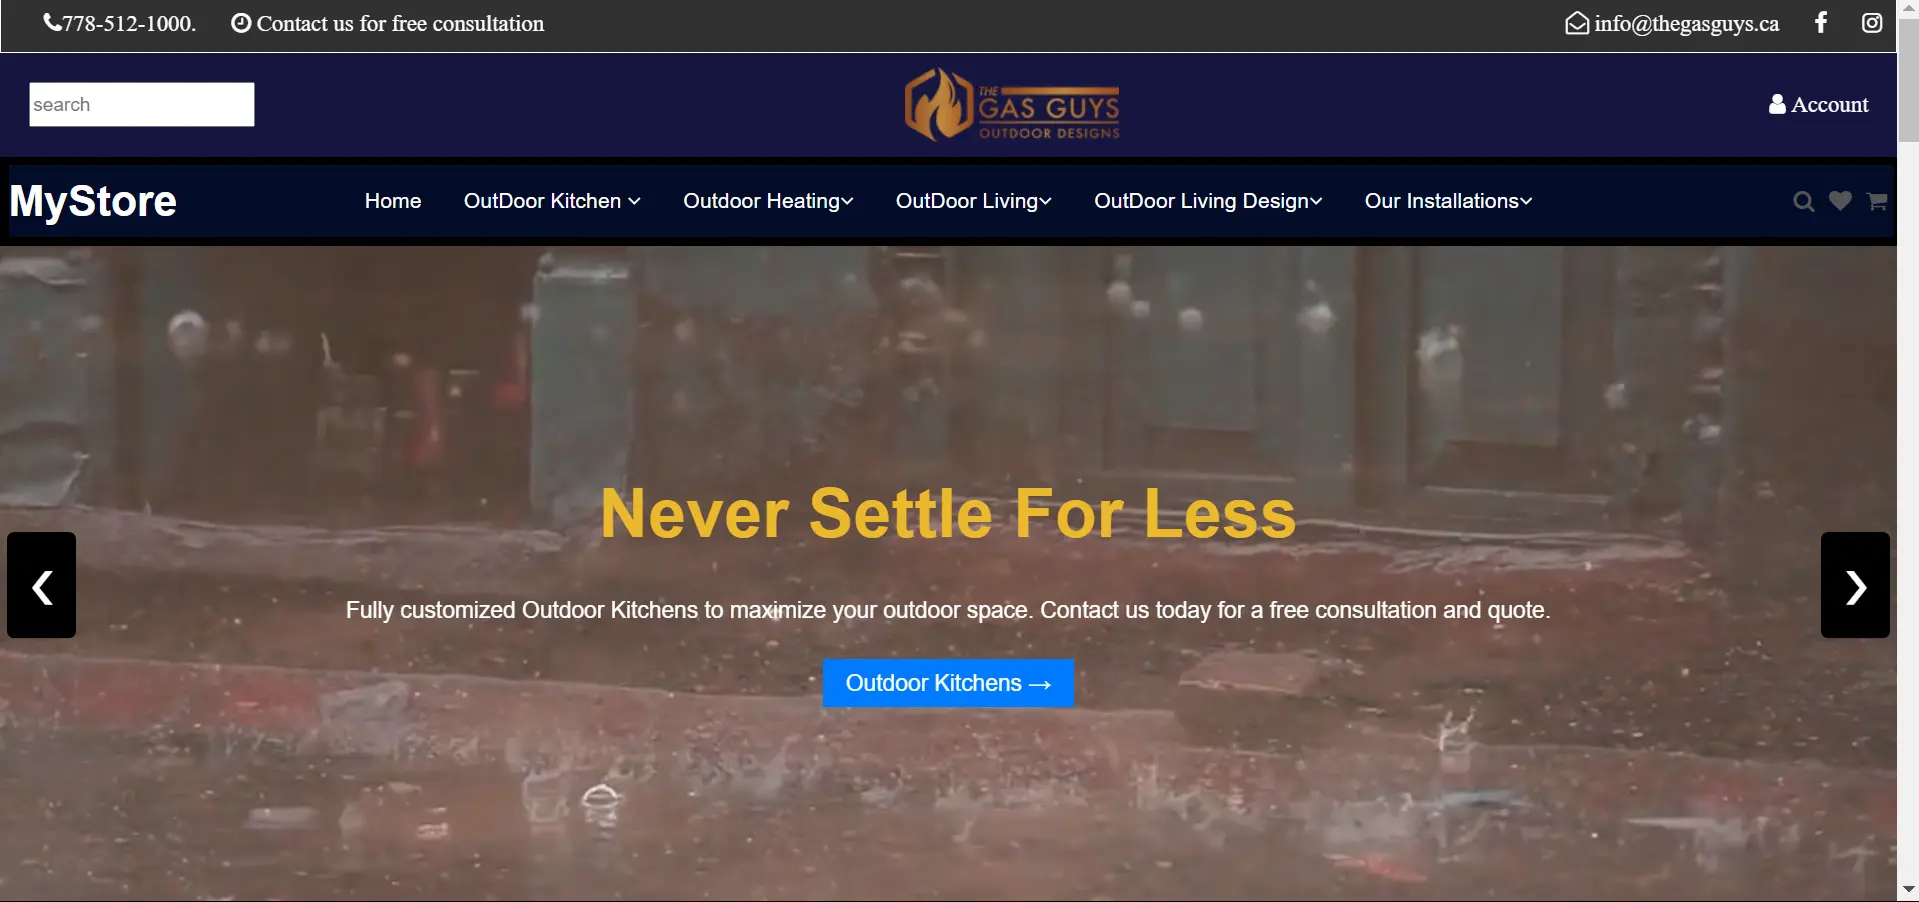 778-512-1000. Contact us for free consultation info@thegasguys.ca
search
THE
GAS GUYS
OUTDOOR DESIGNS
Account
MyStore Home OutDoor Kitchen Outdoor Heating OutDoor Living OutDoor Living Design Our Installations
Never Settle For Less
Fully customized Outdoor Kitchens to maximize your outdoor space. Contact us today for a free consultation and quote.
Outdoor Kitchens →